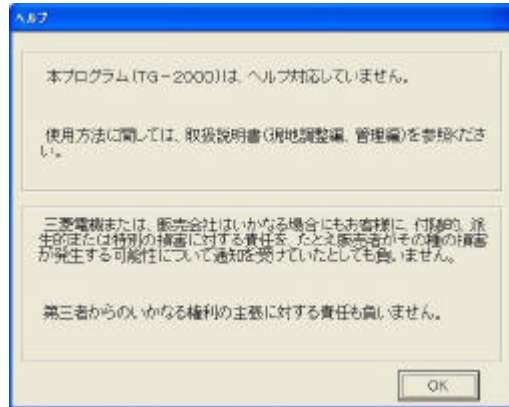 ヘルプ
本プログラム(TG-2000)は、ヘルプ対応していません。
使用方法に関しては、取扱説明書(現地調整編、管理編)を参照くださ
い。
三菱電機または、販売会社はいかなる場合にもお客様に、付随的、派
生的または特別の損害に対する責任を、たとえ販売者がその種の損害
が発生する可能性について通知を受けていたとしても負いません。
第三者からのいかなる権利の主張に対する責任も負いません。
OK